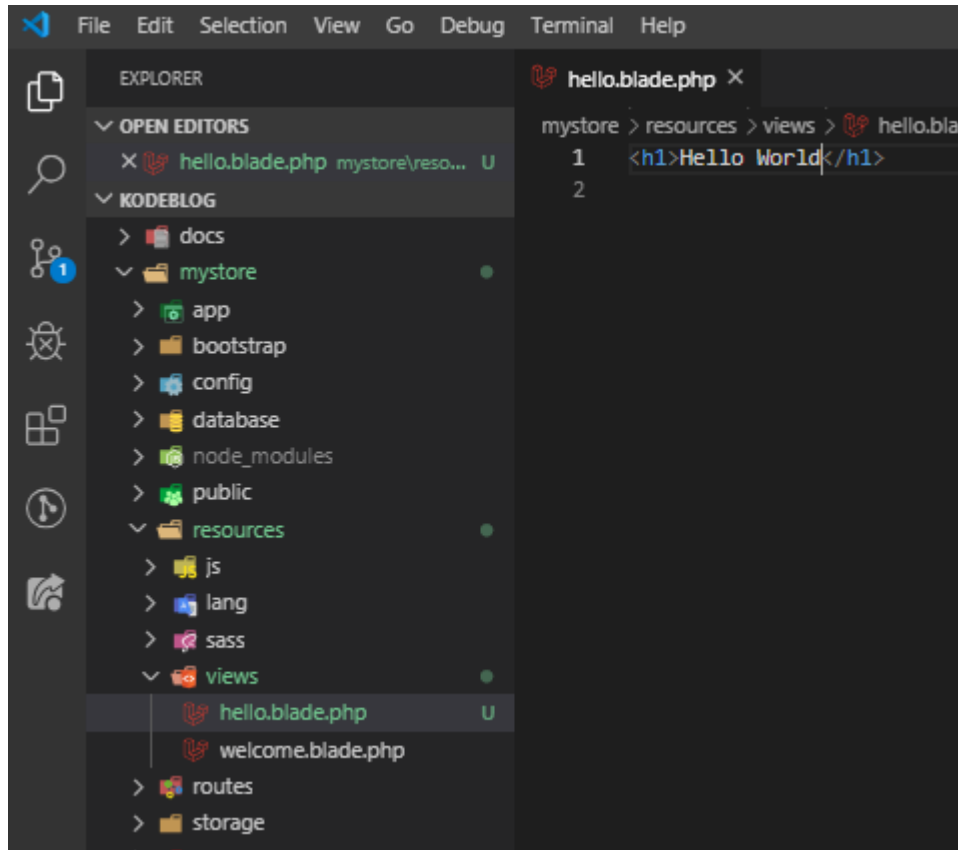 File Edit Selection View Go Debug Terminal Help
EXPLORER
OPEN EDITORS
hello.blade.php mystore\reso... U
KODEBLOG
docs
mystore
app
bootstrap
config
database
node_modules
public
resources
js
lang
sass
views
hello.blade.php U
welcome.blade.php
routes
storage
1
hello.blade.php
mystore > resources > views > hello.bla
1 <h1>Hello World</h1>
2